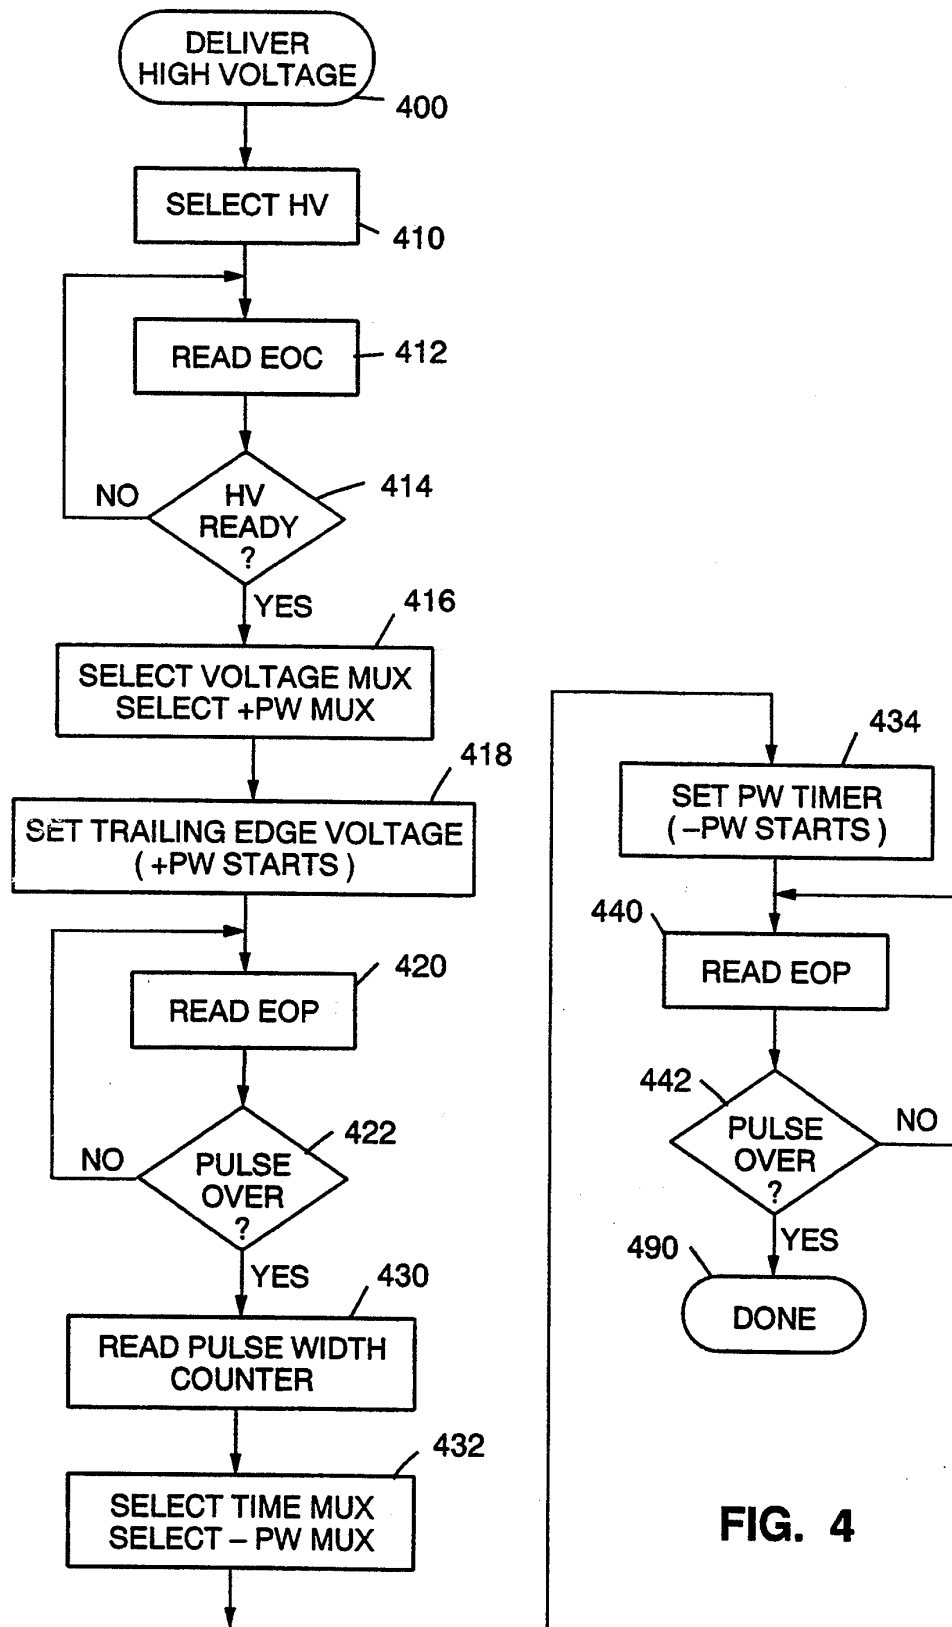 DELIVER
HIGH VOLTAGE
400
SELECT HV
410
READ EOC
412
HV
READY
?
414
NO
YES
416
SELECT VOLTAGE MUX
SELECT +PW MUX
418
SET TRAILING EDGE VOLTAGE
( +PW STARTS )
420
READ EOP
422
PULSE
OVER
?
NO
YES
430
READ PULSE WIDTH
COUNTER
432
SELECT TIME MUX
SELECT – PW MUX
434
SET PW TIMER
( –PW STARTS )
440
READ EOP
442
PULSE
OVER
?
NO
YES
490
DONE
FIG. 4